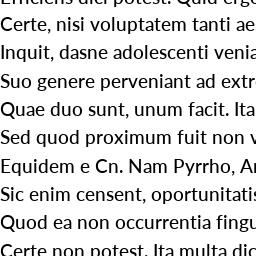 Efficiens dici potest. Quid ergo
Certe, nisi voluptatem tanti ae
Inquit, dasne adolescenti venia
Suo genere perveniant ad extr
Quae duo sunt, unum facit. Ita
Sed quod proximum fuit non v
Equidem e Cn. Nam Pyrrho, A
Sic enim censent, oportunitatis
Quod ea non occurrentia fingu
Certe non potest. Ita multa dic